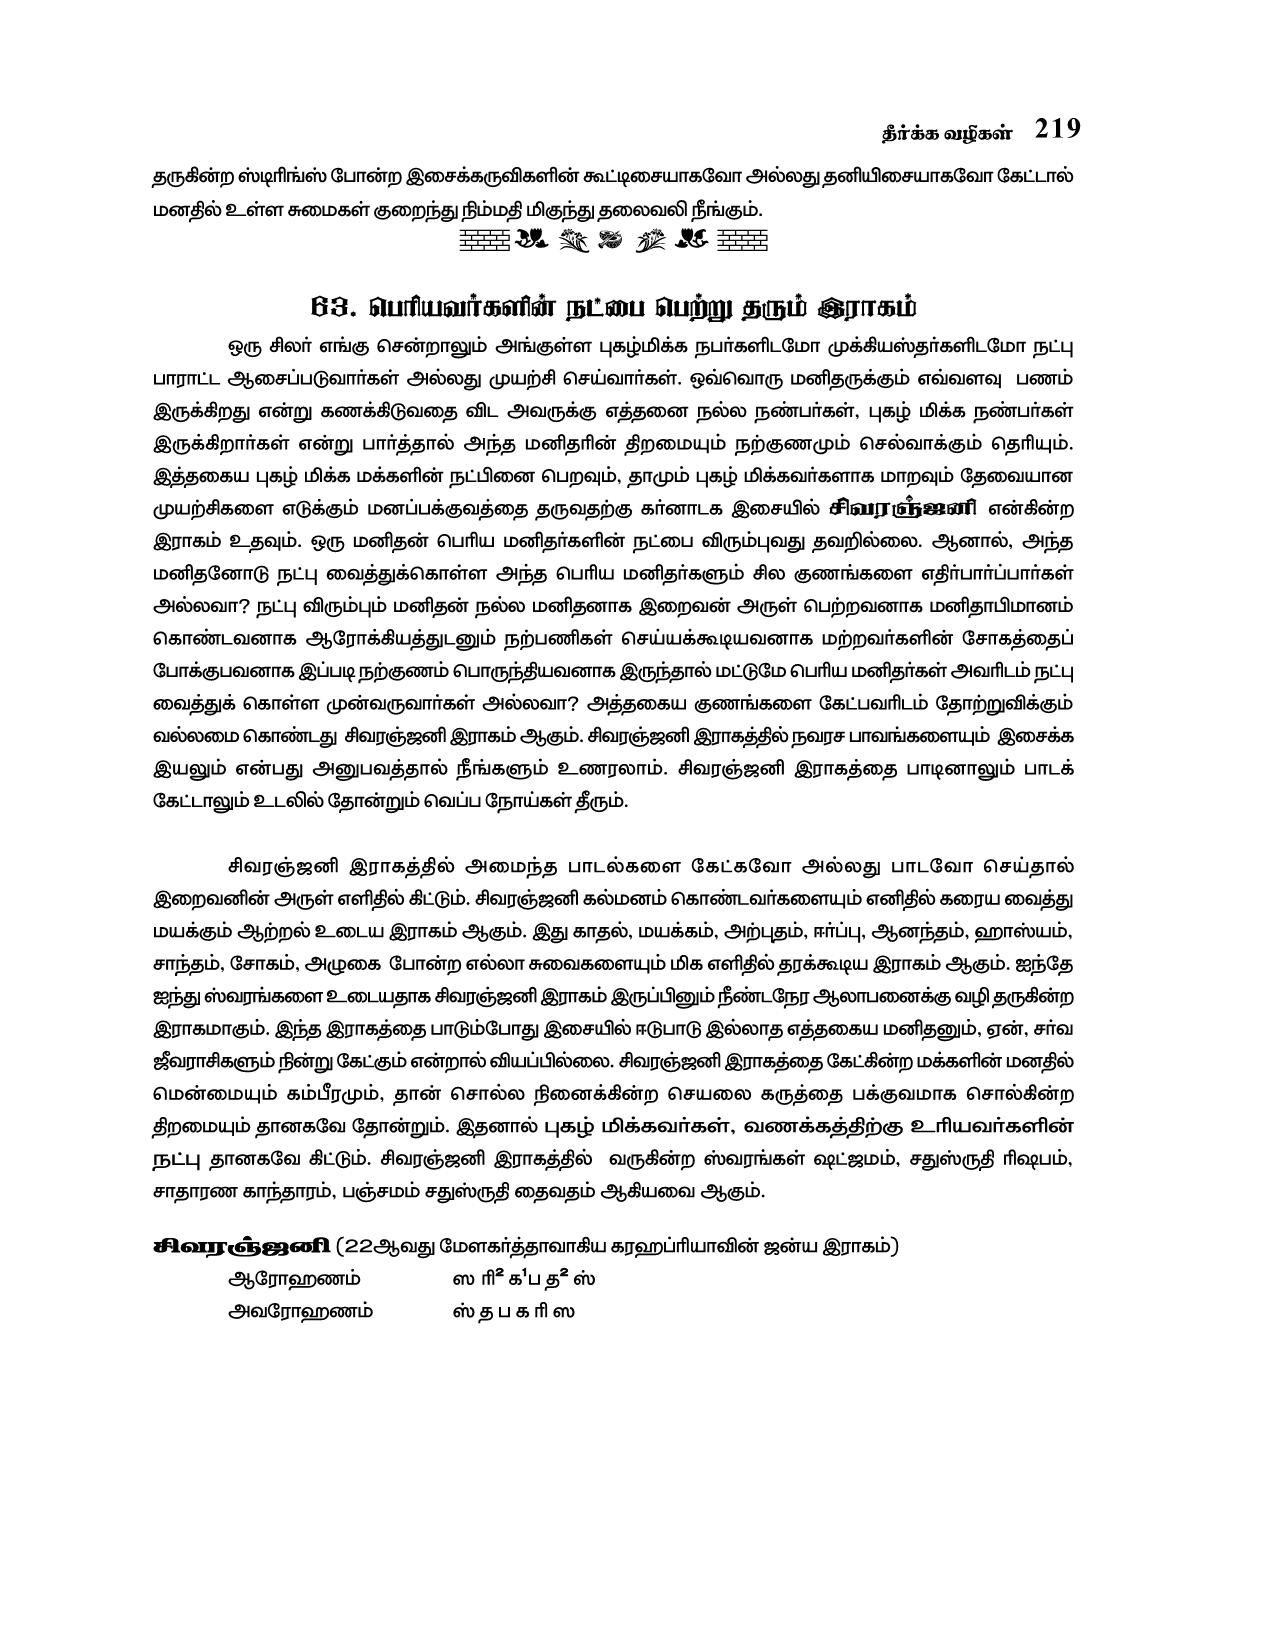 தீர்க்க வழிகள் 219
தருகின்ற ஸ்டிரிங்ஸ் போன்ற இசைக்கருவிகளின் கூட்டிசையாகவோ அல்லது தனியிசையாகவோ கேட்டால்
மனதில் உள்ள சுமைகள் குறைந்து நிம்மதி மிகுந்து தலைவலி நீங்கும்.
63. பெரியவர்களின் நட்பை பெற்று தரும் இராகம்
ஒரு சிலர் எங்கு சென்றாலும் அங்குள்ள புகழ்மிக்க நபர்களிடமோ முக்கியஸ்தர்களிடமோ நட்பு
பாராட்ட ஆசைப்படுவார்கள் அல்லது முயற்சி செய்வார்கள். ஒவ்வொரு மனிதருக்கும் எவ்வளவு பணம்
இருக்கிறது என்று கணக்கிடுவதை விட அவருக்கு எத்தனை நல்ல நண்பர்கள், புகழ் மிக்க நண்பர்கள்
இருக்கிறார்கள் என்று பார்த்தால் அந்த மனிதரின் திறமையும் நற்குணமும் செல்வாக்கும் தெரியும்.
இத்தகைய புகழ் மிக்க மக்களின் நட்பினை பெறவும், தாமும் புகழ் மிக்கவர்களாக மாறவும் தேவையான
முயற்சிகளை எடுக்கும் மனப்பக்குவத்தை தருவதற்கு கர்னாடக இசையில் சிவரஞ்ஜனி என்கின்ற
இராகம் உதவும். ஒரு மனிதன் பெரிய மனிதர்களின் நட்பை விரும்புவது தவறில்லை. ஆனால், அந்த
மனிதனோடு நட்பு வைத்துக்கொள்ள அந்த பெரிய மனிதர்களும் சில குணங்களை எதிர்பார்ப்பார்கள்
அல்லவா? நட்பு விரும்பும் மனிதன் நல்ல மனிதனாக இறைவன் அருள் பெற்றவனாக மனிதாபிமானம்
கொண்டவனாக ஆரோக்கியத்துடனும் நற்பணிகள் செய்யக்கூடியவனாக மற்றவர்களின் சோகத்தைப்
போக்குபவனாக இப்படி நற்குணம் பொருந்தியவனாக இருந்தால் மட்டுமே பெரிய மனிதர்கள் அவரிடம் நட்பு
வைத்துக் கொள்ள முன்வருவார்கள் அல்லவா? அத்தகைய குணங்களை கேட்பவரிடம் தோற்றுவிக்கும்
வல்லமை கொண்டது சிவரஞ்ஜனி இராகம் ஆகும். சிவரஞ்ஜனி இராகத்தில் நவரச பாவங்களையும் இசைக்க
இயலும் என்பது அனுபவத்தால் நீங்களும் உணரலாம். சிவரஞ்ஜனி இராகத்தை பாடினாலும் பாடக்
கேட்டாலும் உடலில் தோன்றும் வெப்ப நோய்கள் தீரும்.
சிவரஞ்ஜனி இராகத்தில் அமைந்த பாடல்களை கேட்கவோ அல்லது பாடவோ செய்தால்
இறைவனின் அருள் எளிதில் கிட்டும். சிவரஞ்ஜனி கல்மனம் கொண்டவர்களையும் எனிதில் கரைய வைத்து
மயக்கும் ஆற்றல் உடைய இராகம் ஆகும். இது காதல், மயக்கம், அற்புதம், ஈர்ப்பு, ஆனந்தம், ஹாஸ்யம்,
சாந்தம், சோகம், அழுகை போன்ற எல்லா சுவைகளையும் மிக எளிதில் தரக்கூடிய இராகம் ஆகும். ஐந்தே
ஐந்து ஸ்வரங்களை உடையதாக சிவரஞ்ஜனி இராகம் இருப்பினும் நீண்டநேர ஆலாபனைக்கு வழி தருகின்ற
இராகமாகும். இந்த இராகத்தை பாடும்போது இசையில் ஈடுபாடு இல்லாத எத்தகைய மனிதனும், ஏன், சர்வ
ஜீவராசிகளும் நின்று கேட்கும் என்றால் வியப்பில்லை. சிவரஞ்ஜனி இராகத்தை கேட்கின்ற மக்களின் மனதில்
மென்மையும் கம்பீரமும், தான் சொல்ல நினைக்கின்ற செயலை கருத்தை பக்குவமாக சொல்கின்ற
திறமையும் தானகவே தோன்றும். இதனால் புகழ் மிக்கவர்கள், வணக்கத்திற்கு உரியவர்களின்
நட்பு தானகவே கிட்டும். சிவரஞ்ஜனி இராகத்தில் வருகின்ற ஸ்வரங்கள் ஷட்ஜமம், சதுஸ்ருதி ரிஷபம்,
சாதாரண காந்தாரம், பஞ்சமம் சதுஸ்ருதி தைவதம் ஆகியவை ஆகும்.
சிவரஞ்ஜனி (22ஆவது மேளகர்த்தாவாகிய கரஹப்ரியாவின் ஜன்ய இராகம்)
ஆரோஹணம் ஸ ரி² க¹ப த² ஸ்
அவரோஹணம் ஸ் த ப க ரி ஸ